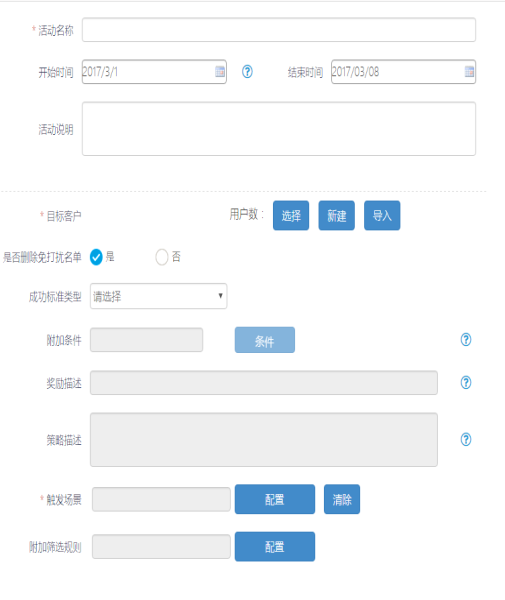 * 活动名称
开始时间 2017/3/1 ? 结束时间 2017/03/08
活动说明
* 目标客户 用户数 : 选择 新建 导入
是否删除免打扰名单 是 否
成功标准类型 请选择
附加条件 条件 ?
奖励描述 ?
策略描述 ?
* 触发场景 配置 清除
附加筛选规则 配置